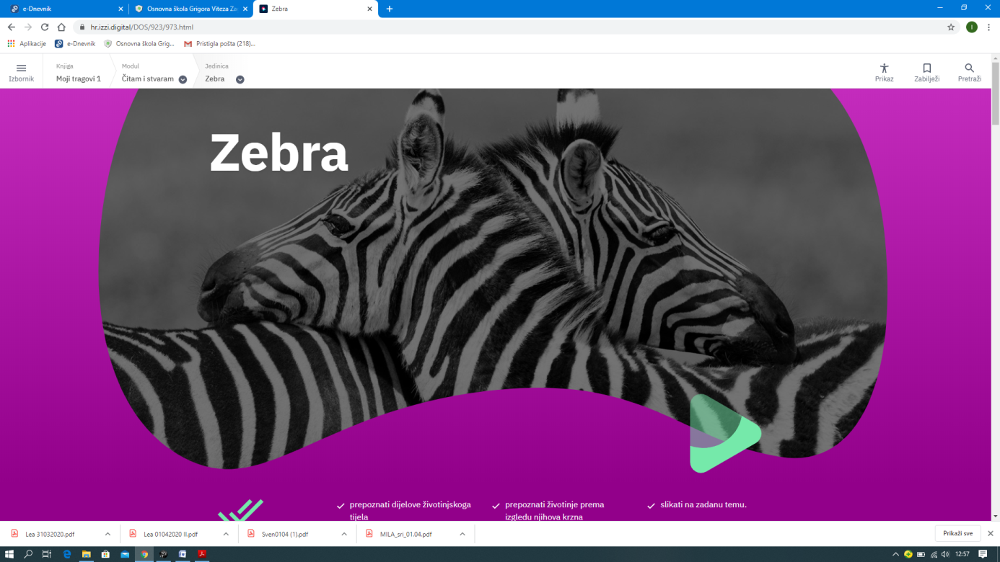 e-Dnevnik
Osnovna škola Grigora Viteza Za
Zebra
hr.izzi.digital/DOS/923/973.html
I
Aplikacije
e-Dnevnik
Osnovna škola Grig...
Pristigla pošta (218)...
Izbornik
Knjiga
Moji tragovi 1
Modul
Čitam i stvaram
Jedinica
Zebra
Prikaz
Zabilježi
Pretraži
Zebra
prepoznati dijelove životinjskoga
tijela
prepoznati životinje prema
izgledu njihova krzna
slikati na zadanu temu.
Lea 31032020.pdf
Lea 01042020 II.pdf
Sven0104 (1).pdf
MILA_sri_01.04.pdf
Prikaži sve
12:57